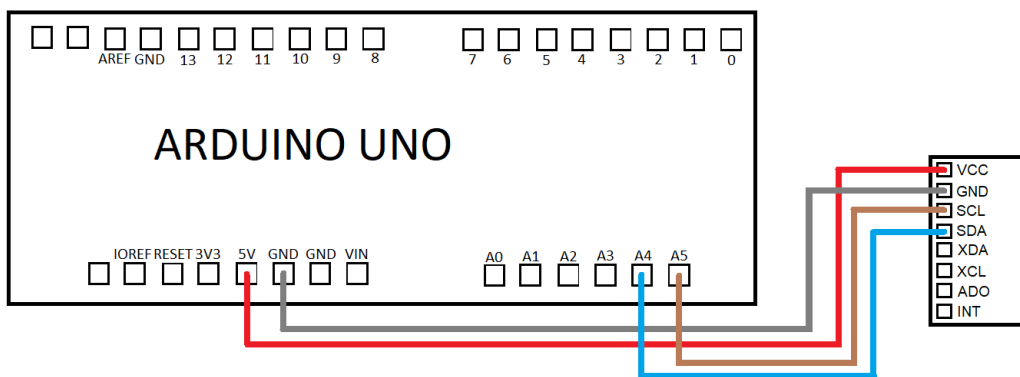 AREF GND 13 12 11 10 9 8 7 6 5 4 3 2 1 0
ARDUINO UNO
IOREF RESET 3V3 5V GND GND VIN A0 A1 A2 A3 A4 A5
VCC
GND
SCL
SDA
XDA
XCL
ADO
INT